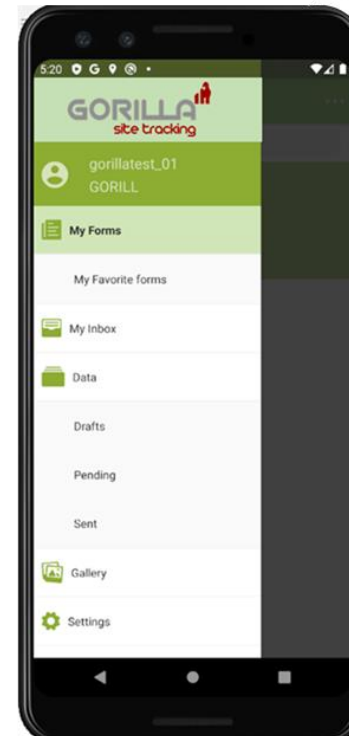 5:20
GORILLA
site tracking
gorillatest_01
GORILL
My Forms
My Favorite forms
My Inbox
Data
Drafts
Pending
Sent
Gallery
Settings